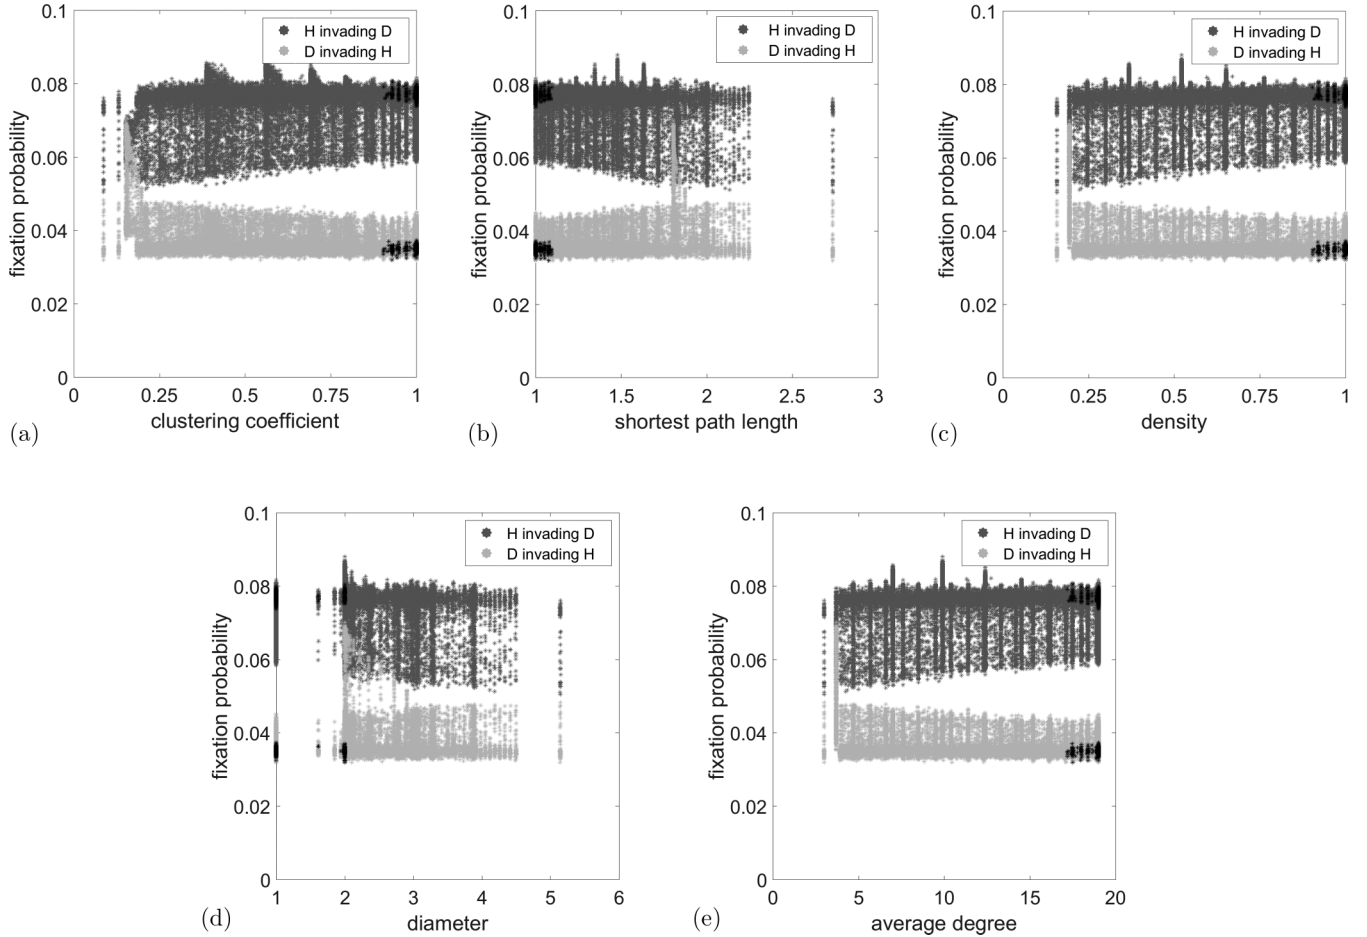 0.1
0.08
0.06
0.04
0.02
0
fixation probability
H invading D
D invading H
0
0.25
0.5
0.75
1
clustering coefficient
(a)
0.1
0.08
0.06
0.04
0.02
0
fixation probability
H invading D
D invading H
1
1.5
2
2.5
3
shortest path length
(b)
0.1
0.08
0.06
0.04
0.02
0
fixation probability
H invading D
D invading H
0
0.25
0.5
0.75
1
density
(c)
0.1
0.08
0.06
0.04
0.02
0
fixation probability
H invading D
D invading H
1
2
3
4
5
6
diameter
(d)
0.1
0.08
0.06
0.04
0.02
0
fixation probability
H invading D
D invading H
0
5
10
15
20
average degree
(e)